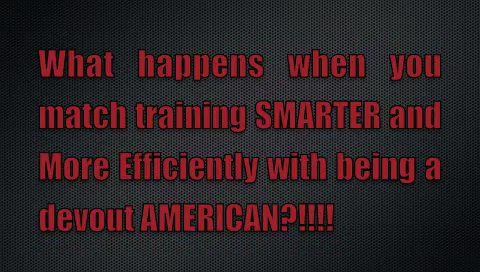 What happens when you
match training SMARTER and
More Efficiently with being a
devout AMERICAN?!!!!